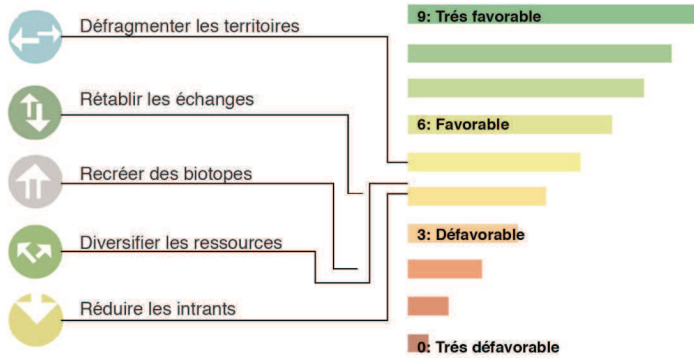 Défragmenter les territoires
Rétablir les échanges
Recréer des biotopes
Diversifier les ressources
Réduire les intrants
9: Trés favorable
6: Favorable
3: Défavorable
0: Trés défavorable